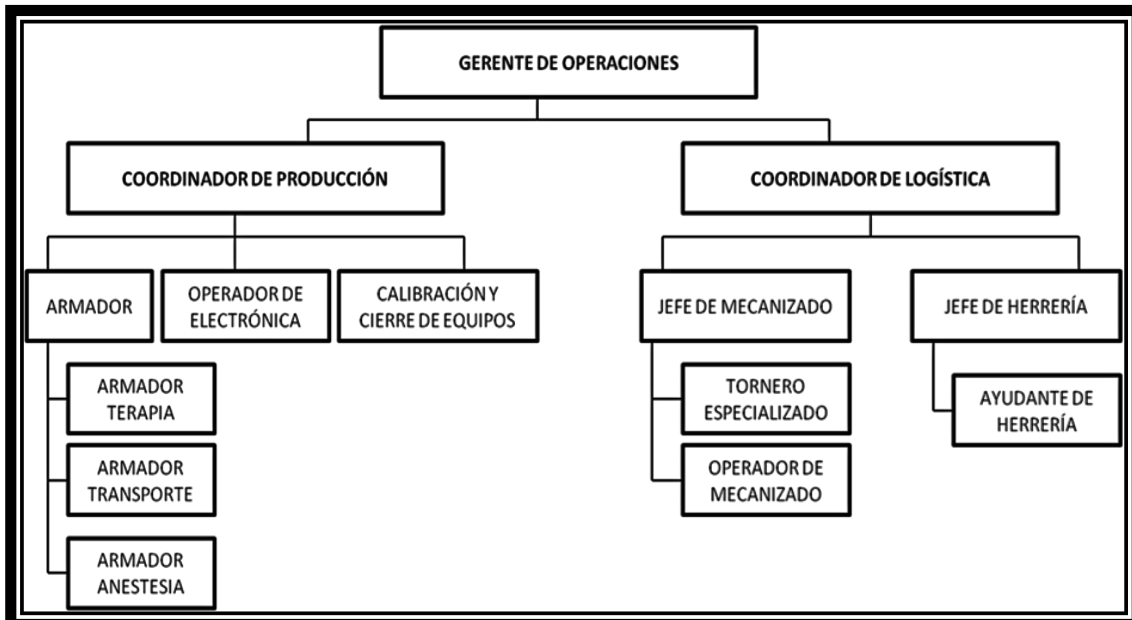 GERENTE DE OPERACIONES
COORDINADOR DE PRODUCCIÓN
COORDINADOR DE LOGÍSTICA
ARMADOR
OPERADOR DE
ELECTRÓNICA
CALIBRACIÓN Y
CIERRE DE EQUIPOS
JEFE DE MECANIZADO
JEFE DE HERRERÍA
ARMADOR
TERAPIA
ARMADOR
TRANSPORTE
ARMADOR
ANESTESIA
TORNERO
ESPECIALIZADO
OPERADOR DE
MECANIZADO
AYUDANTE DE
HERRERÍA